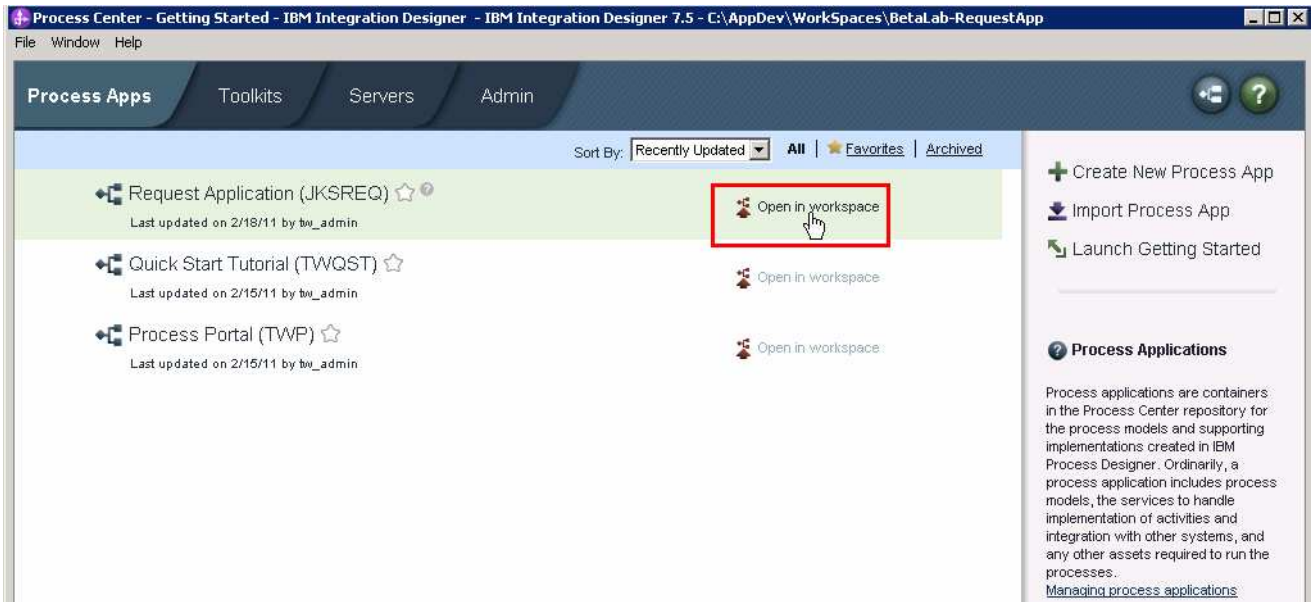 Process Center - Getting Started - IBM Integration Designer - IBM Integration Designer 7.5 - C:\AppDev\WorkSpaces\BetaLab-RequestApp
File Window Help
Process Apps Toolkits Servers Admin
Sort By: Recently Updated All | Favorites | Archived
Request Application (JKSREQ)
Last updated on 2/18/11 by tw_admin
Open in workspace
Quick Start Tutorial (TWQST)
Last updated on 2/15/11 by tw_admin
Open in workspace
Process Portal (TWP)
Last updated on 2/15/11 by tw_admin
Open in workspace
Create New Process App
Import Process App
Launch Getting Started
Process Applications
Process applications are containers
in the Process Center repository for
the process models and supporting
implementations created in IBM
Process Designer. Ordinarily, a
process application includes process
models, the services to handle
implementation of activities and
integration with other systems, and
any other assets required to run the
processes.
Managing process applications